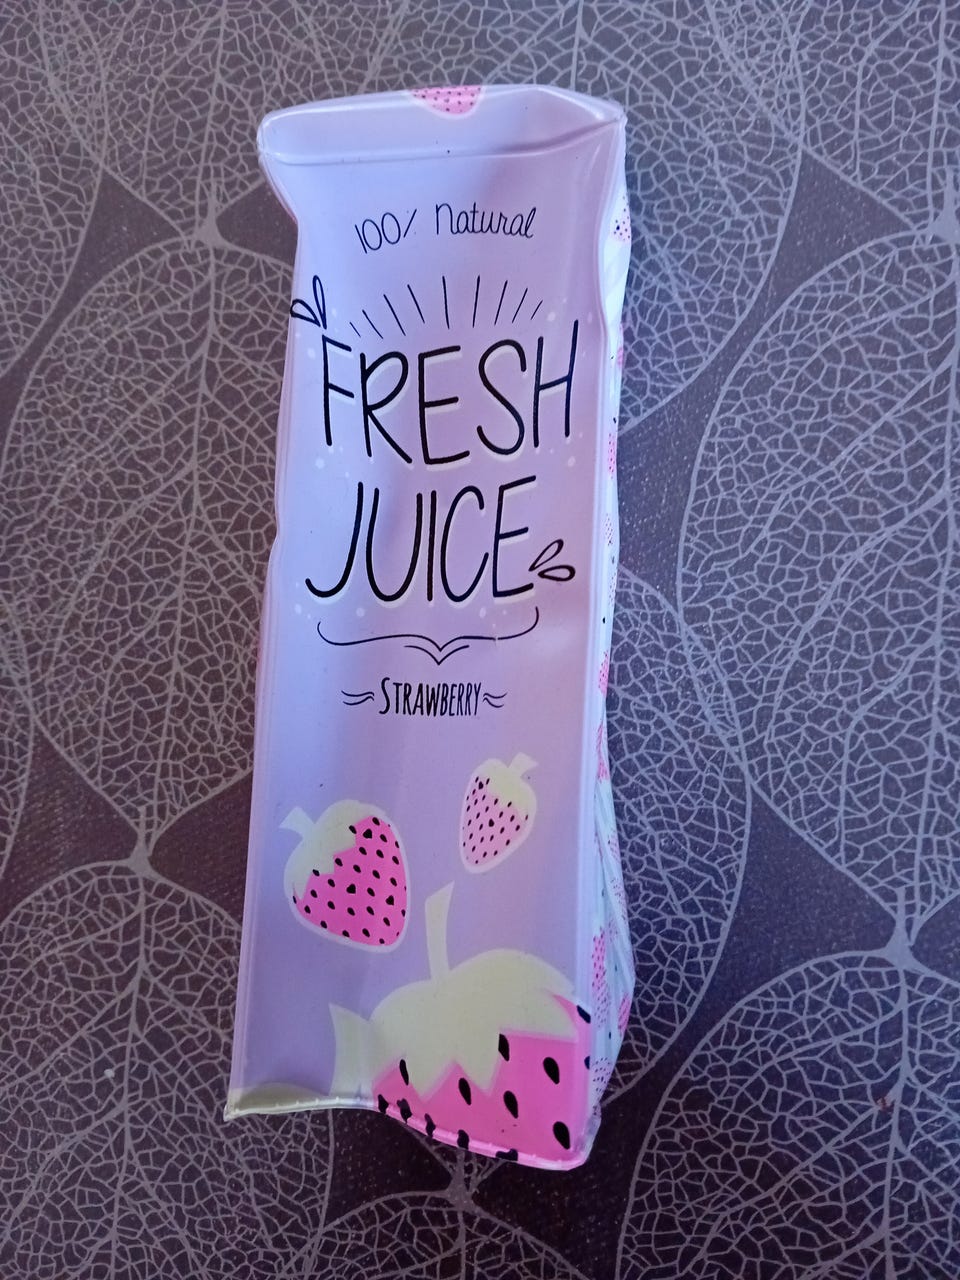 100% Natural
FRESH
JUICE
STRAWBERRY